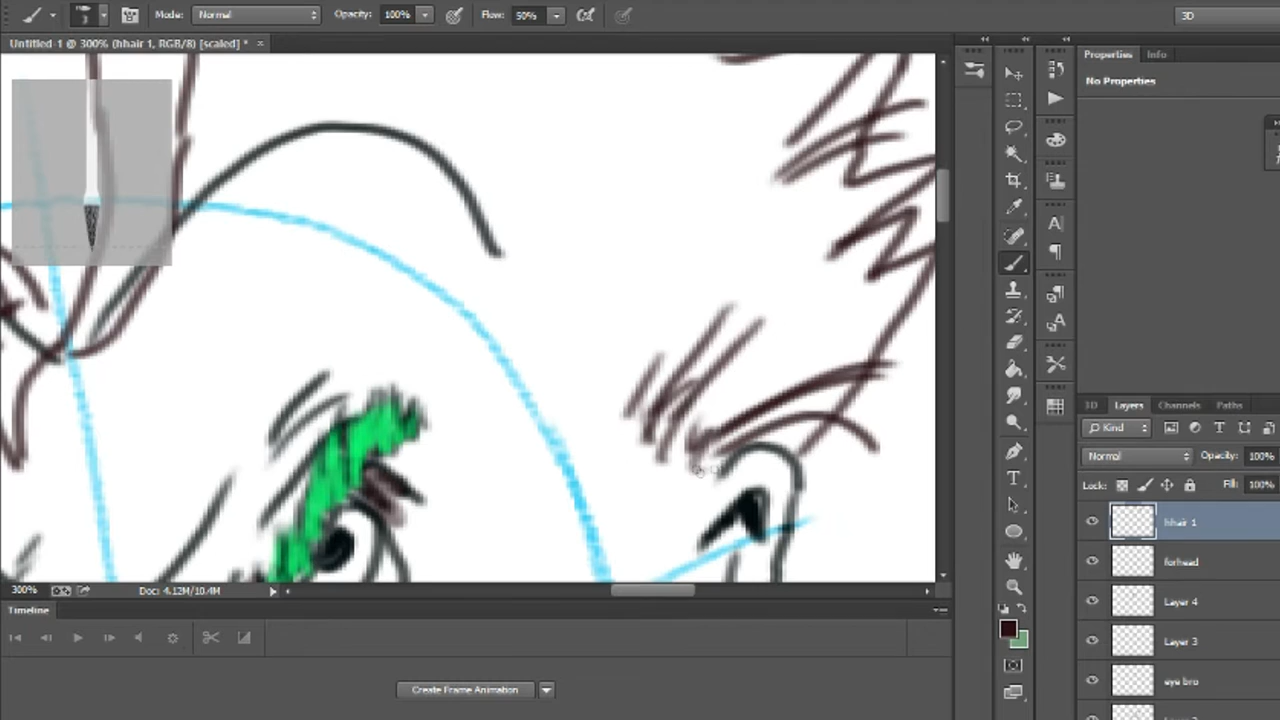 3
Mode: Normal Opacity: 100% Flow: 50% 3D
Untitled-1 @ 300% (hhair 1, RGB/8) [scaled] * ×
Properties Info
No Properties
3D Layers Channels Paths
Kind
Normal Opacity: 100%
Lock: Fill: 100%
hhair 1
forhead
Layer 4
Layer 3
eye bro
300% Doc: 4.12M/10.4M
Timeline
Create Frame Animation